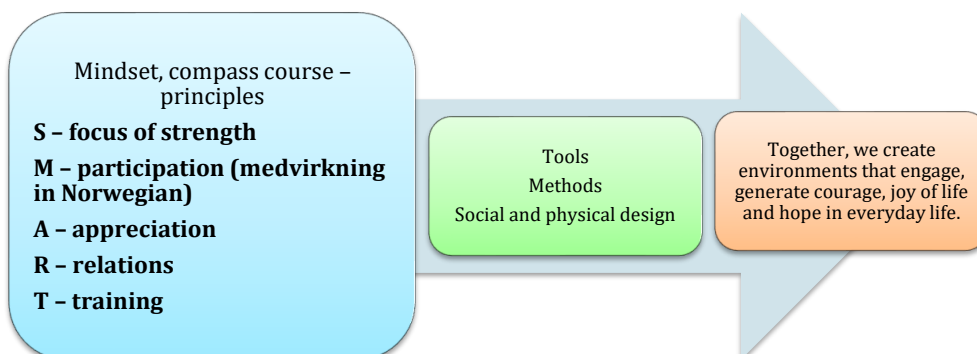 Mindset, compass course –
principles
S – focus of strength
M – participation (medvirkning
in Norwegian)
A – appreciation
R – relations
T – training
Tools
Methods
Social and physical design
Together, we create
environments that engage,
generate courage, joy of life
and hope in everyday life.